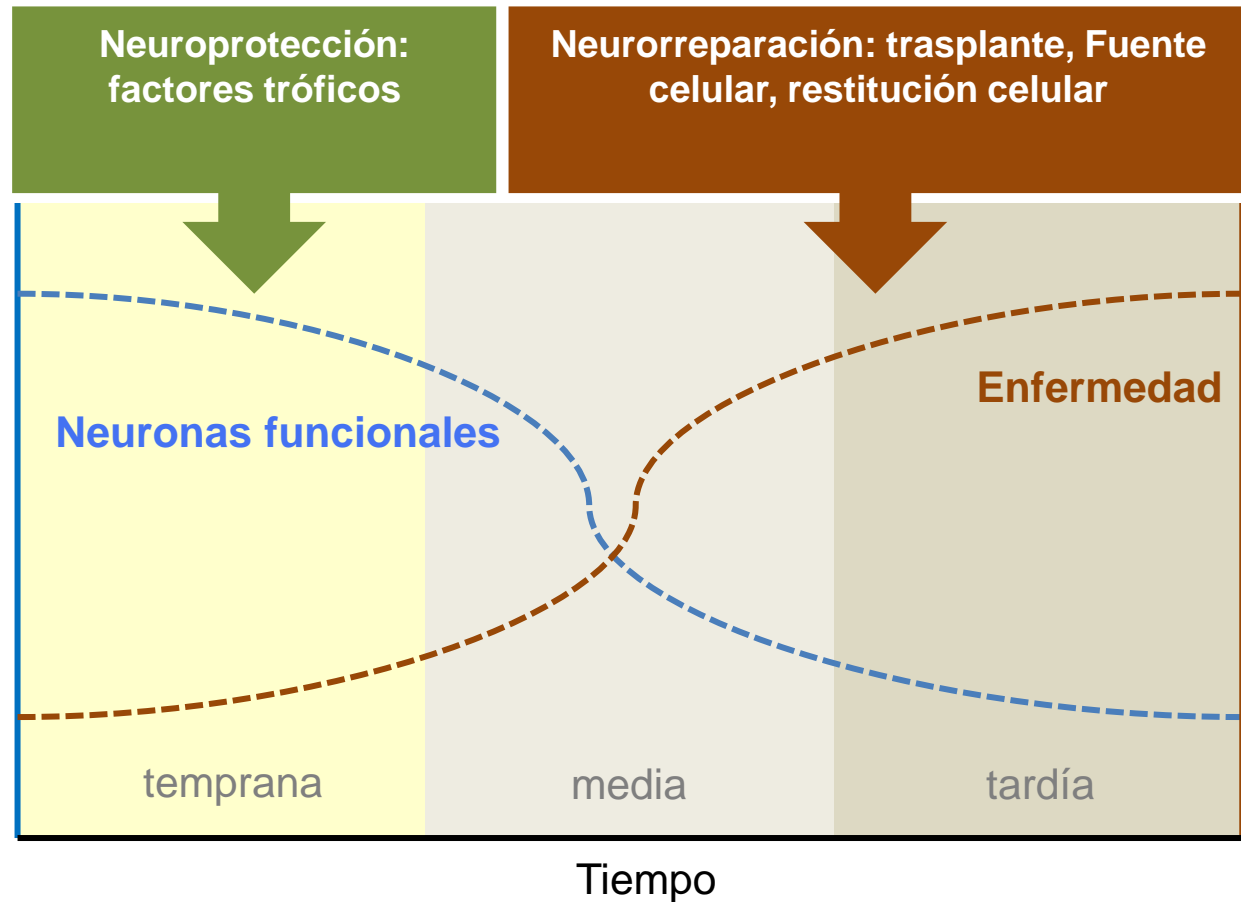 Neuroprotección:
factores tróficos
Neurorreparación: trasplante, Fuente
celular, restitución celular
Enfermedad
Neuronas funcionales
temprana
media
tardía
Tiempo